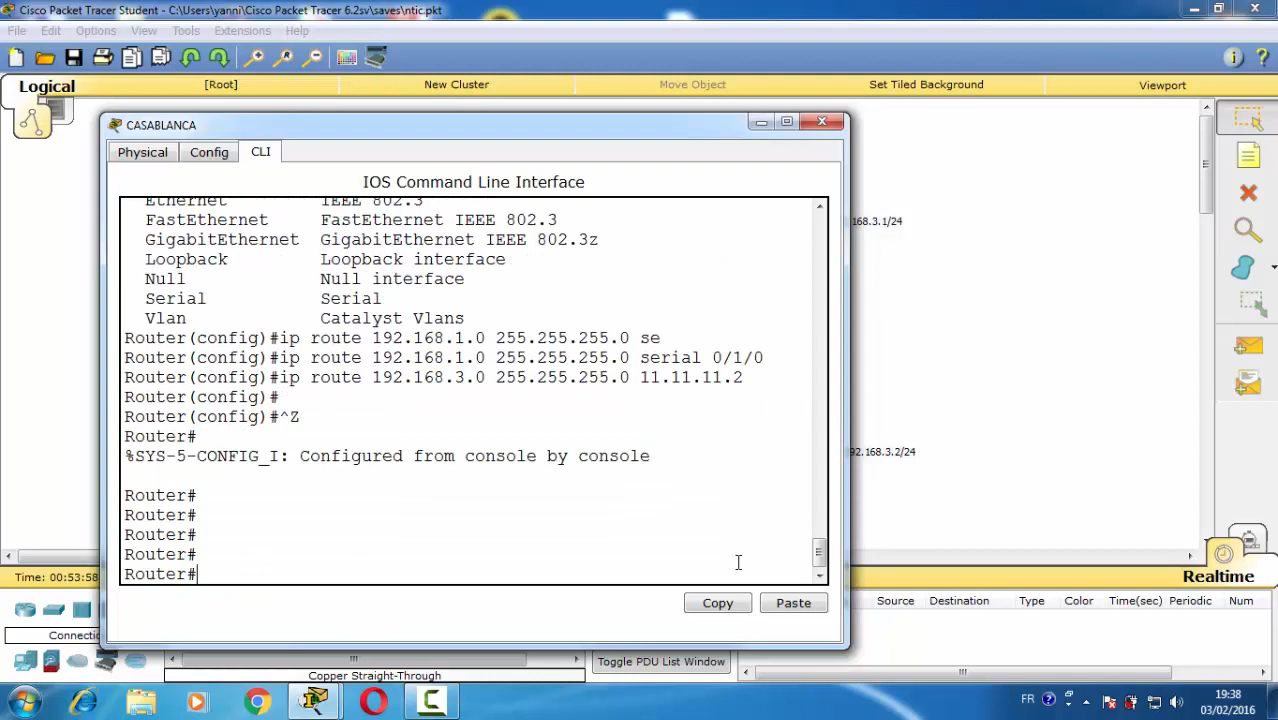 Cisco Packet Tracer Student - C:\Users\yanni\Cisco Packet Tracer 6.2sv\saves\ntic.pkt
File Edit Options View Tools Extensions Help
Logical [Root] New Cluster Move Object Set Tiled Background Viewport
CASABLANCA
Physical Config CLI
IOS Command Line Interface
Ethernet IEEE 802.3
FastEthernet FastEthernet IEEE 802.3
GigabitEthernet GigabitEthernet IEEE 802.3z
Loopback Loopback interface
Null Null interface
Serial Serial
Vlan Catalyst Vlans
Router(config)#ip route 192.168.1.0 255.255.255.0 se
Router(config)#ip route 192.168.1.0 255.255.255.0 serial 0/1/0
Router(config)#ip route 192.168.3.0 255.255.255.0 11.11.11.2
Router(config)#
Router(config)#^Z
Router#
%SYS-5-CONFIG_I: Configured from console by console
Router#
Router#
Router#
Router#
Router#
Copy Paste
168.3.1/24
92.168.3.2/24
Time: 00:53:58
Realtime
Source Destination Type Color Time(sec) Periodic Num
Connectio
Toggle PDU List Window
Copper Straight-Through
FR
19:38
03/02/2016